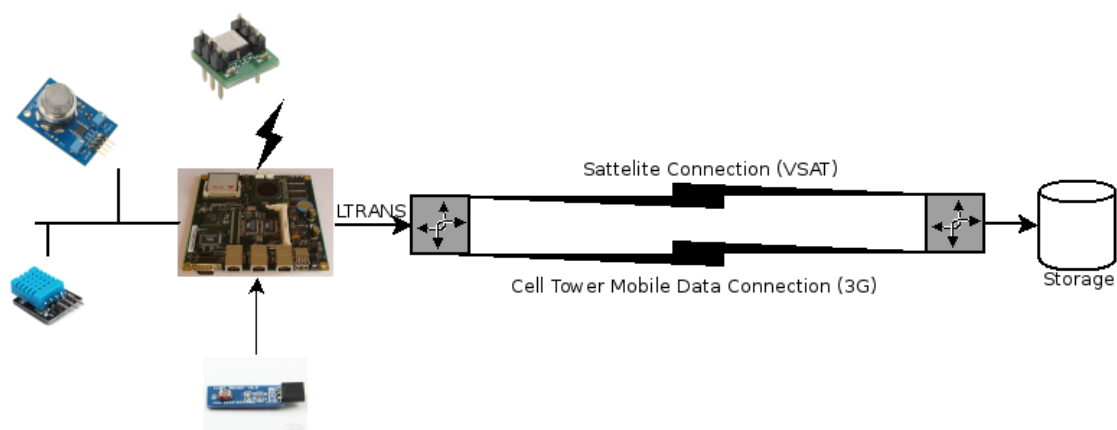 Sattelite Connection (VSAT)
LTRANS
Cell Tower Mobile Data Connection (3G)
Storage